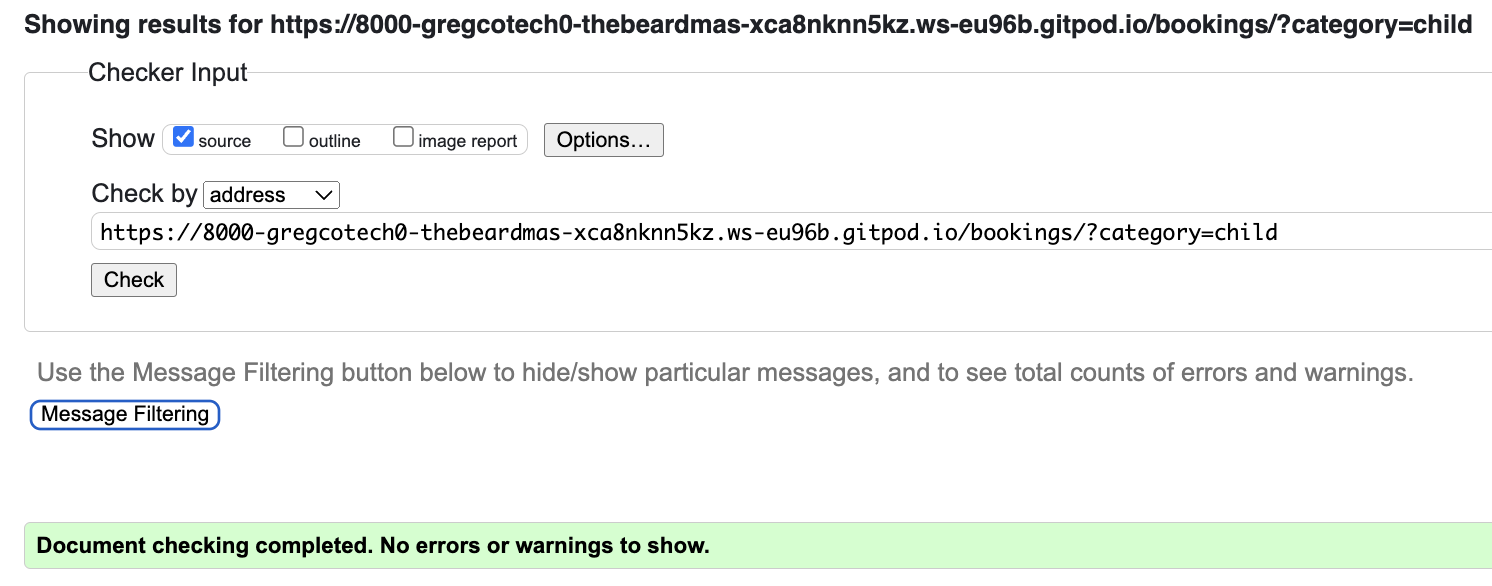 Showing results for https://8000-gregcotech0-thebeardmas-xca8nknn5kz.ws-eu96b.gitpod.io/bookings/?category=child
Checker Input
Show source outline image report Options…
Check by address
https://8000-gregcotech0-thebeardmas-xca8nknn5kz.ws-eu96b.gitpod.io/bookings/?category=child
Check
Use the Message Filtering button below to hide/show particular messages, and to see total counts of errors and warnings.
Message Filtering
Document checking completed. No errors or warnings to show.